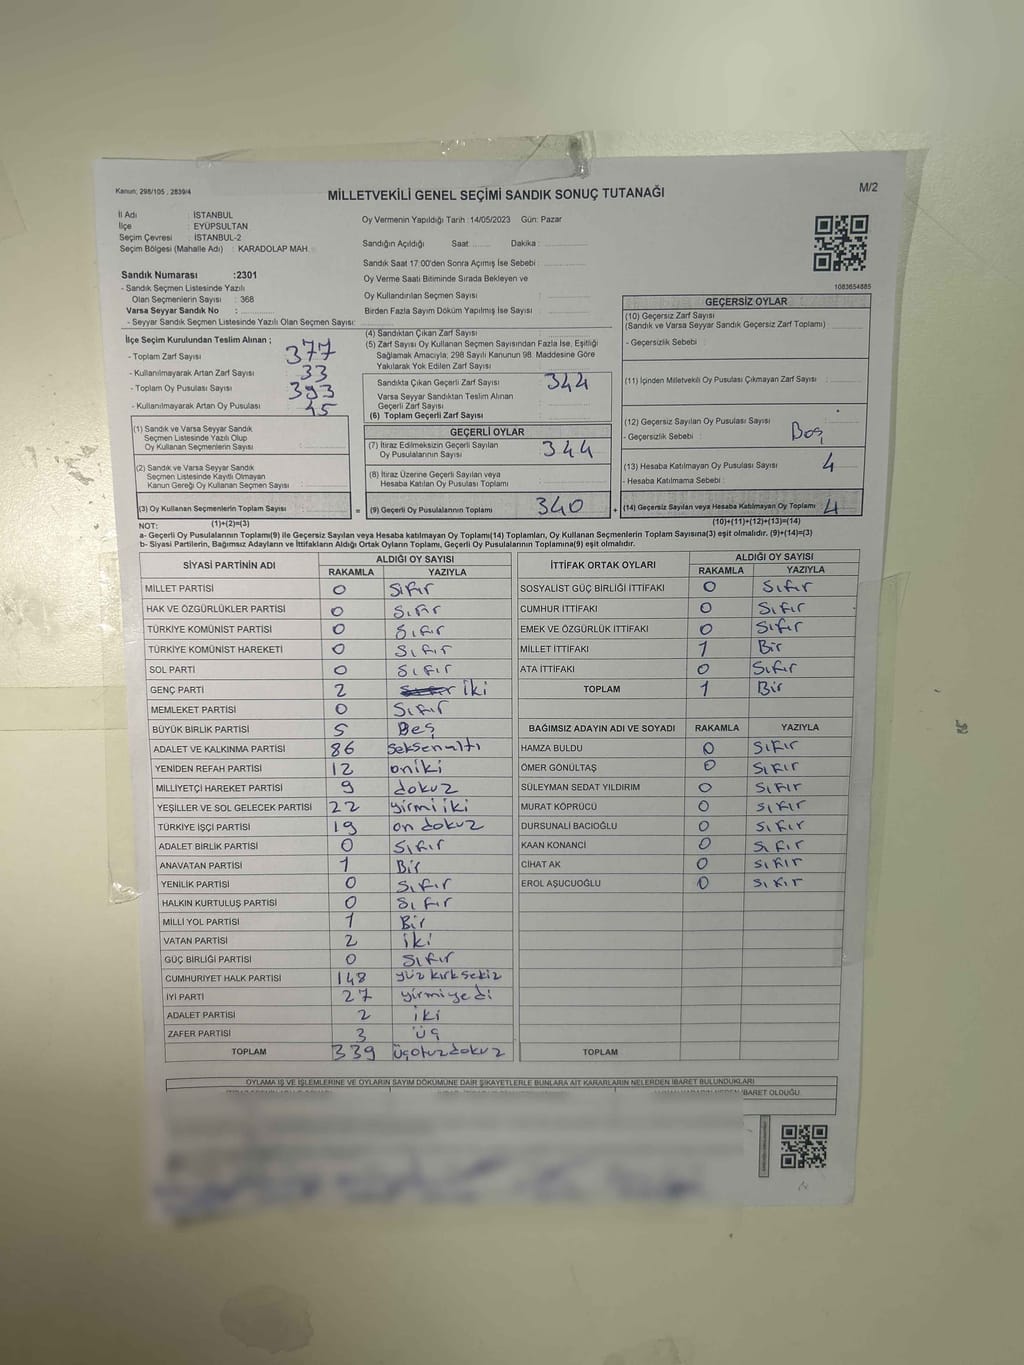 Kanun; 298/105 , 2839/4
MİLLETVEKİLİ GENEL SEÇİMİ SANDIK SONUÇ TUTANAĞI
M/2
İl Adı : İSTANBUL
İlçe : EYÜPSULTAN
Seçim Çevresi : İSTANBUL-2
Seçim Bölgesi (Mahalle Adı) : KARADOLAP MAH.
Oy Vermenin Yapıldığı Tarih :14/05/2023 Gün: Pazar
Sandığın Açıldığı Saat: ........ Dakika : ............
Sandık Saat 17:00'den Sonra Açımış İse Sebebi : ............
Oy Verme Saati Bitiminde Sırada Bekleyen ve
Oy Kullandırılan Seçmen Sayısı : ............
Birden Fazla Sayım Döküm Yapılmış İse Sayısı : ............
1083654885
Sandık Numarası :2301
- Sandık Seçmen Listesinde Yazılı
Olan Seçmenlerin Sayısı : 368
Varsa Seyyar Sandık No : ............
- Seyyar Sandık Seçmen Listesinde Yazılı Olan Seçmen Sayısı: ............
İlçe Seçim Kurulundan Teslim Alınan ;
- Toplam Zarf Sayısı 377
- Kullanılmayarak Artan Zarf Sayısı 33
- Toplam Oy Pusulası Sayısı 393
- Kullanılmayarak Artan Oy Pusulası 45
(1) Sandık ve Varsa Seyyar Sandık
Seçmen Listesinde Yazılı Olup
Oy Kullanan Seçmenlerin Sayısı : ............
(2) Sandık ve Varsa Seyyar Sandık
Seçmen Listesinde Kayıtlı Olmayan
Kanun Gereği Oy Kullanan Seçmen Sayısı : ............
(3) Oy Kullanan Seçmenlerin Toplam Sayısı =
(4) Sandıktan Çıkan Zarf Sayısı
(5) Zarf Sayısı Oy Kullanan Seçmen Sayısından Fazla İse, Eşitliği
Sağlamak Amacıyla; 298 Sayılı Kanunun 98. Maddesine Göre
Yakılarak Yok Edilen Zarf Sayısı
Sandıkta Çıkan Geçerli Zarf Sayısı 344
Varsa Seyyar Sandıktan Teslim Alınan
Geçerli Zarf Sayısı
(6) Toplam Geçerli Zarf Sayısı
GEÇERLİ OYLAR
(7) İtiraz Edilmeksizin Geçerli Sayılan
Oy Pusulalarının Sayısı 344
(8) İtiraz Üzerine Geçerli Sayılan veya
Hesaba Katılan Oy Pusulası Toplamı
(9) Geçerli Oy Pusulalarının Toplamı 340 +
GEÇERSİZ OYLAR
(10) Geçersiz Zarf Sayısı
(Sandık ve Varsa Seyyar Sandık Geçersiz Zarf Toplamı) : ............
- Geçersizlik Sebebi :
(11) İçinden Milletvekili Oy Pusulası Çıkmayan Zarf Sayısı : ............
(12) Geçersiz Sayılan Oy Pusulası Sayısı
- Geçersizlik Sebebi : Boş
(13) Hesaba Katılmayan Oy Pusulası Sayısı 4
- Hesaba Katılmama Sebebi :
(14) Geçersiz Sayılan veya Hesaba Katılmayan Oy Toplamı 4
NOT: (1)+(2)=(3)
(10)+(11)+(12)+(13)=(14)
a- Geçerli Oy Pusulalarının Toplamı(9) ile Geçersiz Sayılan veya Hesaba katılmayan Oy Toplamı(14) Toplamları, Oy Kullanan Seçmenlerin Toplam Sayısına(3) eşit olmalıdır. (9)+(14)=(3)
b- Siyasi Partilerin, Bağımsız Adayların ve İttifakların Aldığı Ortak Oyların Toplamı, Geçerli Oy Pusulalarının Toplamına(9) eşit olmalıdır.
SİYASİ PARTİNİN ADI ALDIĞI OY SAYISI
RAKAMLA YAZIYLA
MİLLET PARTİSİ 0 sıfır
HAK VE ÖZGÜRLÜKLER PARTİSİ 0 sıfır
TÜRKİYE KOMÜNİST PARTİSİ 0 sıfır
TÜRKİYE KOMÜNİST HAREKETİ 0 sıfır
SOL PARTİ 0 sıfır
GENÇ PARTİ 2 iki
MEMLEKET PARTİSİ 0 sıfır
BÜYÜK BİRLİK PARTİSİ 5 Beş
ADALET VE KALKINMA PARTİSİ 86 seksenaltı
YENİDEN REFAH PARTİSİ 12 oniki
MİLLİYETÇİ HAREKET PARTİSİ 9 dokuz
YEŞİLLER VE SOL GELECEK PARTİSİ 22 yirmi iki
TÜRKİYE İŞÇİ PARTİSİ 19 on dokuz
ADALET BİRLİK PARTİSİ 0 sıfır
ANAVATAN PARTİSİ 1 Bir
YENİLİK PARTİSİ 0 sıfır
HALKIN KURTULUŞ PARTİSİ 0 sıfır
MİLLİ YOL PARTİSİ 1 Bir
VATAN PARTİSİ 2 iki
GÜÇ BİRLİĞİ PARTİSİ 0 sıfır
CUMHURİYET HALK PARTİSİ 148 yüz kırk sekiz
İYİ PARTİ 27 yirmi yedi
ADALET PARTİSİ 2 iki
ZAFER PARTİSİ 3 üç
TOPLAM 339 üçotuzdokuz
İTTİFAK ORTAK OYLARI ALDIĞI OY SAYISI
RAKAMLA YAZIYLA
SOSYALİST GÜÇ BİRLİĞİ İTTİFAKI 0 sıfır
CUMHUR İTTİFAKI 0 sıfır
EMEK VE ÖZGÜRLÜK İTTİFAKI 0 sıfır
MİLLET İTTİFAKI 1 Bir
ATA İTTİFAKI 0 sıfır
TOPLAM 1 Bir
BAĞIMSIZ ADAYIN ADI VE SOYADI RAKAMLA YAZIYLA
HAMZA BULDU 0 sıfır
ÖMER GÖNÜLTAŞ 0 sıfır
SÜLEYMAN SEDAT YILDIRIM 0 sıfır
MURAT KÖPRÜCÜ 0 sıfır
DURSUNALİ BACIOĞLU 0 sıfır
KAAN KONANCİ 0 sıfır
CİHAT AK 0 sıfır
EROL AŞUCUOĞLU 0 sıfır
TOPLAM
OYLAMA İŞ VE İŞLEMLERİNE VE OYLARIN SAYIM DÖKÜMÜNE DAİR ŞİKAYETLERLE BUNLARA AİT KARARLARIN NELERDEN İBARET BULUNDUKLARI
İBARET OLDUĞU